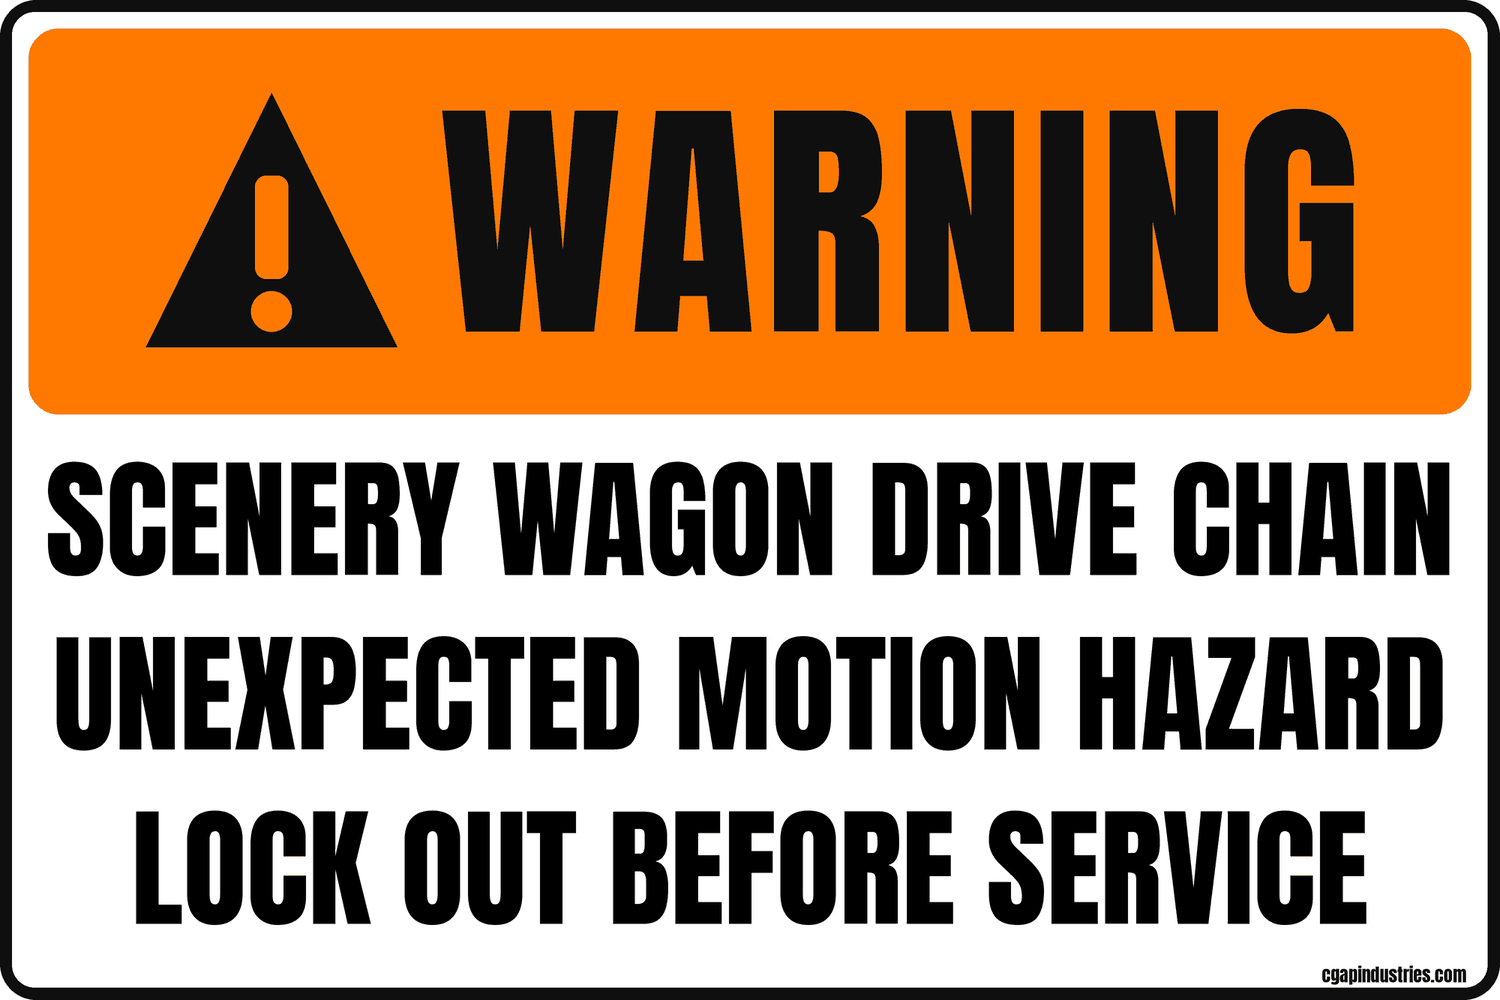 WARNING
SCENERY WAGON DRIVE CHAIN
UNEXPECTED MOTION HAZARD
LOCK OUT BEFORE SERVICE
cgapindustries.com